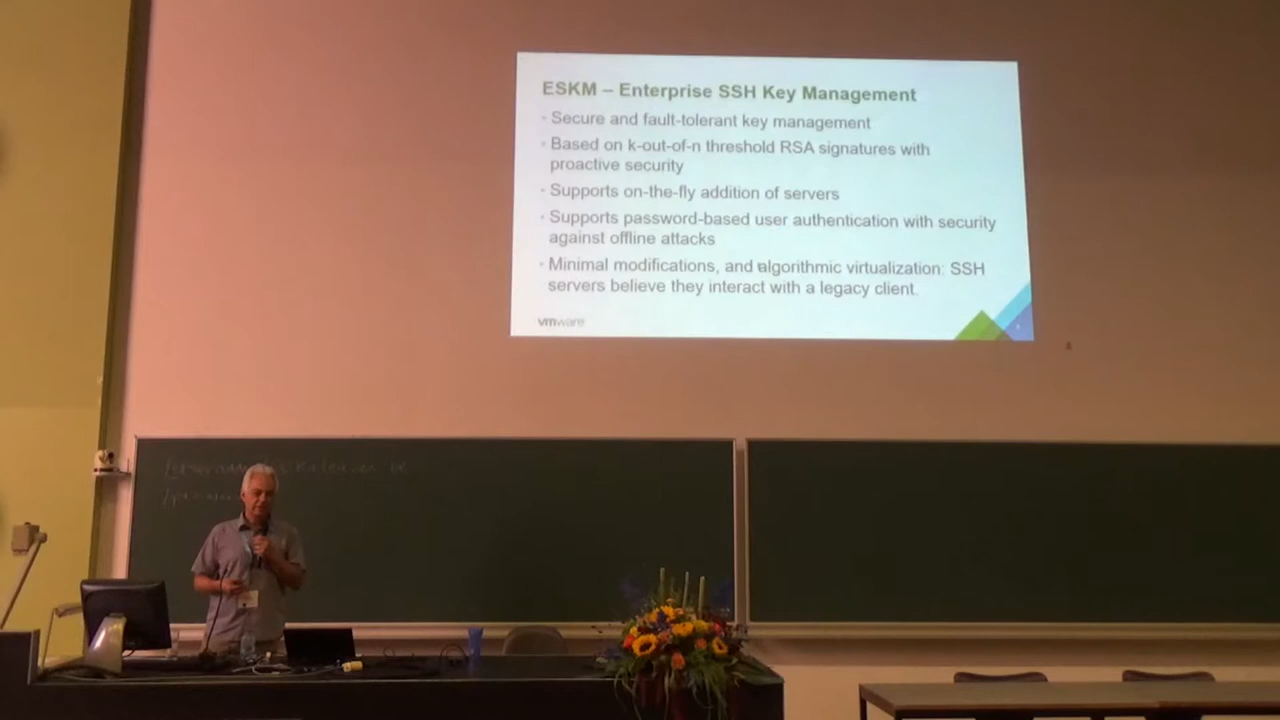 ESKM – Enterprise SSH Key Management
Secure and fault-tolerant key management
Based on k-out-of-n threshold RSA signatures with
proactive security
Supports on-the-fly addition of servers
Supports password-based user authentication with security
against offline attacks
Minimal modifications, and algorithmic virtualization: SSH
servers believe they interact with a legacy client.
vmware